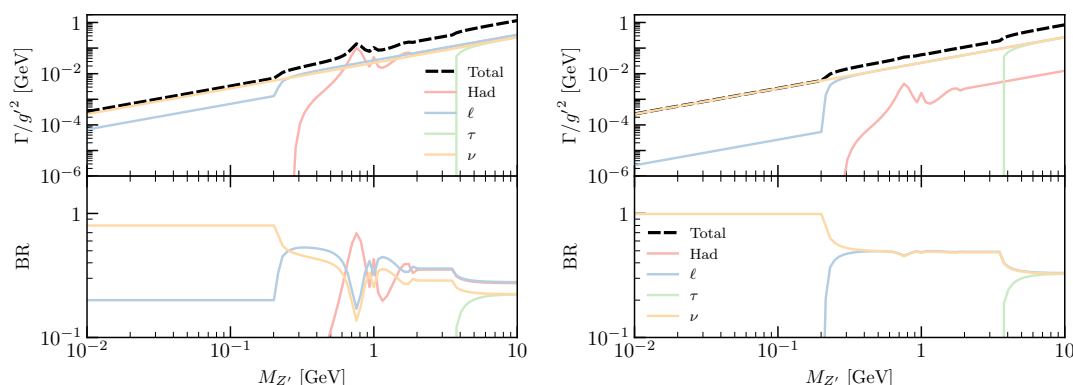 1
10⁻²
10⁻⁴
10⁻⁶
Γ/g′² [GeV]
Total
Had
ℓ
τ
ν
1
10⁻¹
BR
10⁻²
10⁻¹
1
10
M_Z′ [GeV]
1
10⁻²
10⁻⁴
10⁻⁶
Γ/g′² [GeV]
1
10⁻¹
BR
Total
Had
ℓ
τ
ν
10⁻²
10⁻¹
1
10
M_Z′ [GeV]